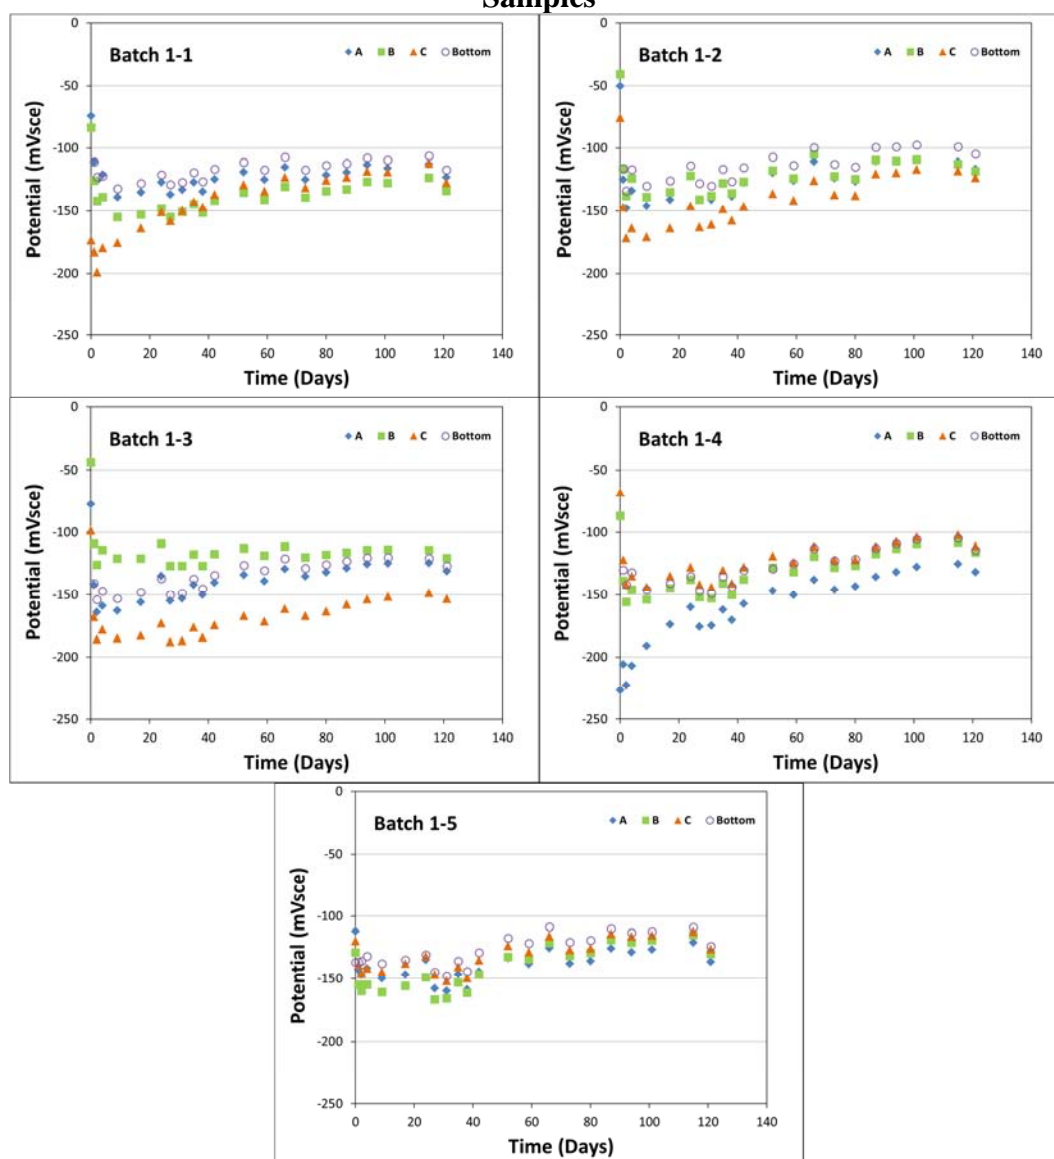 Samples
Batch 1-1
A B C Bottom
Potential (mVsce)
0
-50
-100
-150
-200
-250
0 20 40 60 80 100 120 140
Time (Days)
Batch 1-2
A B C Bottom
Potential (mVsce)
0
-50
-100
-150
-200
-250
0 20 40 60 80 100 120 140
Time (Days)
Batch 1-3
A B C Bottom
Potential (mVsce)
0
-50
-100
-150
-200
-250
0 20 40 60 80 100 120 140
Time (Days)
Batch 1-4
A B C Bottom
Potential (mVsce)
0
-50
-100
-150
-200
-250
0 20 40 60 80 100 120 140
Time (Days)
Batch 1-5
A B C Bottom
Potential (mVsce)
0
-50
-100
-150
-200
-250
0 20 40 60 80 100 120 140
Time (Days)